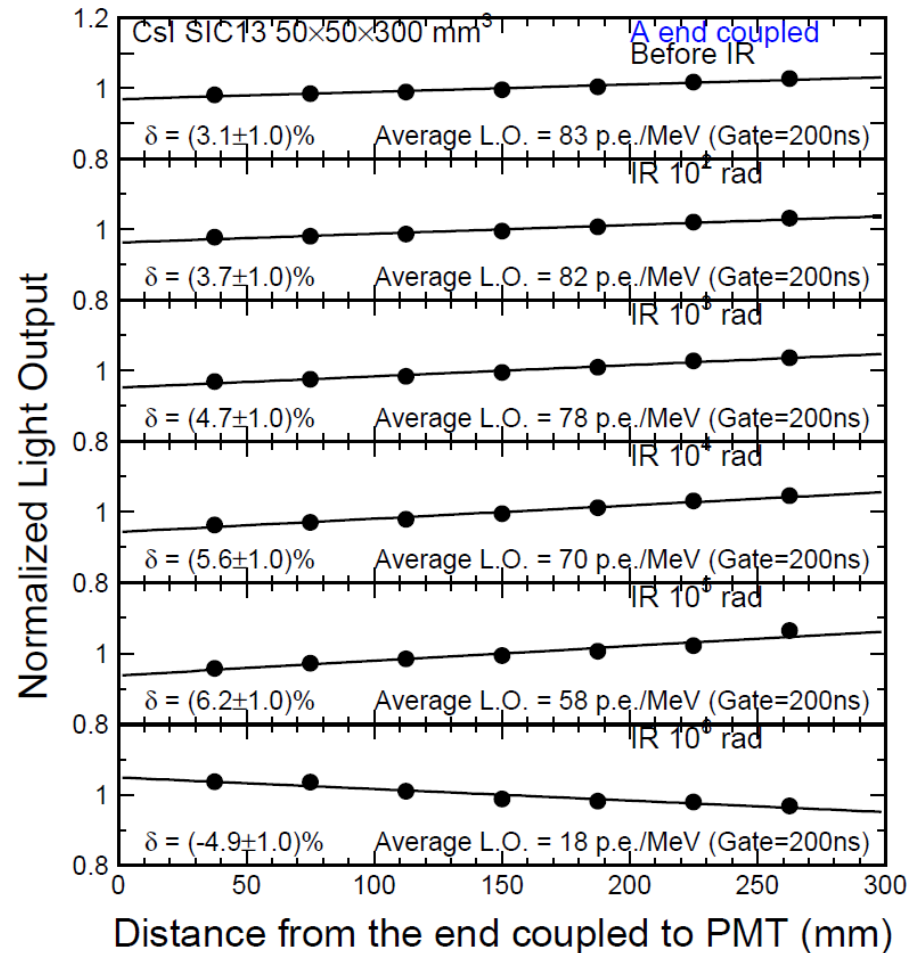 1.2
CsI SIC13 50×50×300 mm³
A end coupled
Before IR
1
δ = (3.1±1.0)% Average L.O. = 83 p.e./MeV (Gate=200ns)
0.8
IR 10² rad
1
δ = (3.7±1.0)% Average L.O. = 82 p.e./MeV (Gate=200ns)
0.8
IR 10³ rad
1
δ = (4.7±1.0)% Average L.O. = 78 p.e./MeV (Gate=200ns)
0.8
IR 10⁴ rad
1
δ = (5.6±1.0)% Average L.O. = 70 p.e./MeV (Gate=200ns)
0.8
IR 10⁵ rad
1
δ = (6.2±1.0)% Average L.O. = 58 p.e./MeV (Gate=200ns)
0.8
IR 10⁶ rad
1
δ = (-4.9±1.0)% Average L.O. = 18 p.e./MeV (Gate=200ns)
0.8
0 50 100 150 200 250 300
Normalized Light Output
Distance from the end coupled to PMT (mm)